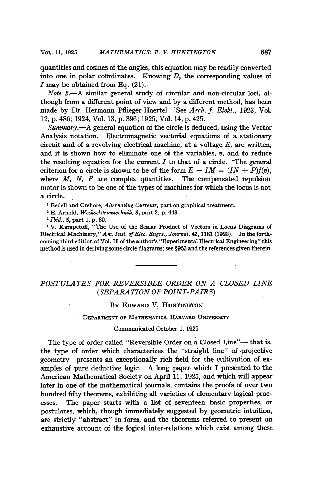 VOL. 11, 1925 MATHEMATICS: E. V. HUNTINGTON 687
quantities and cosines of the angles, this equation may be readily converted
into one in polar coördinates. Knowing D, the corresponding values of
I may be obtained from Eq. (21).
Note 2.—A similar general study of circular and non-circular loci, al-
though from a different point of view and by a different method, has been
made by Dr. Hermann Pflieger-Haertel. See Arch. f. Elekt., 1923, Vol.
12, p. 486; 1924, Vol. 13, p. 396; 1925, Vol. 14, p. 425.
Summary.—A general equation of the circle is deduced, using the Vector
Analysis notation. Electromagnetic vectorial equations of a stationary
circuit and of a revolving electrical machine, at a voltage E, are written,
and it is shown how to eliminate one of the variables, and to reduce
the resulting equation for the current I to that of a circle. The general
criterion for a circle is shown to be of the form E = IM = (IN + P)f(s),
where M, N, P are complex quantities. The compensated repulsion
motor is shown to be one of the types of machines for which the locus is not
a circle.
Bedell and Crehore, Alternating Currents, part on graphical treatment.
E. Arnold, Wechselstromtechnik, 5, part 2, p. 443.
Ibid., 5, part 1, p. 60.
V. Karapetoff, "The Use of the Scalar Product of Vectors in Locus Diagrams of
Electrical Machinery," Am. Inst. of Elec. Engrs., Journal, 42, 1181 (1923). In the forth-
coming third edition of Vol. II of the author's "Experimental Electrical Engineering" this
method is used in deriving some circle diagrams; see §963 and the references given therein.
POSTULATES FOR REVERSIBLE ORDER ON A CLOSED LINE
(SEPARATION OF POINT-PAIRS)
BY EDWARD V. HUNTINGTON
DEPARTMENT OF MATHEMATICS, HARVARD UNIVERSITY
Communicated October 1, 1925
The type of order called "Reversible Order on a Closed Line"—that is,
the type of order which characterizes the "straight line" of projective
geometry—presents an exceptionally rich field for the cultivation of ex-
amples of pure deductive logic. A long paper which I presented to the
American Mathematical Society on April 11, 1925, and which will appear
later in one of the mathematical journals, contains the proofs of over two
hundred fifty theorems, exhibiting all varieties of elementary logical proc-
esses. The paper starts with a list of seventeen basic properties, or
postulates, which, though immediately suggested by geometric intuition,
are strictly "abstract" in form, and the theorems referred to present an
exhaustive account of the logical inter-relations which exist among these